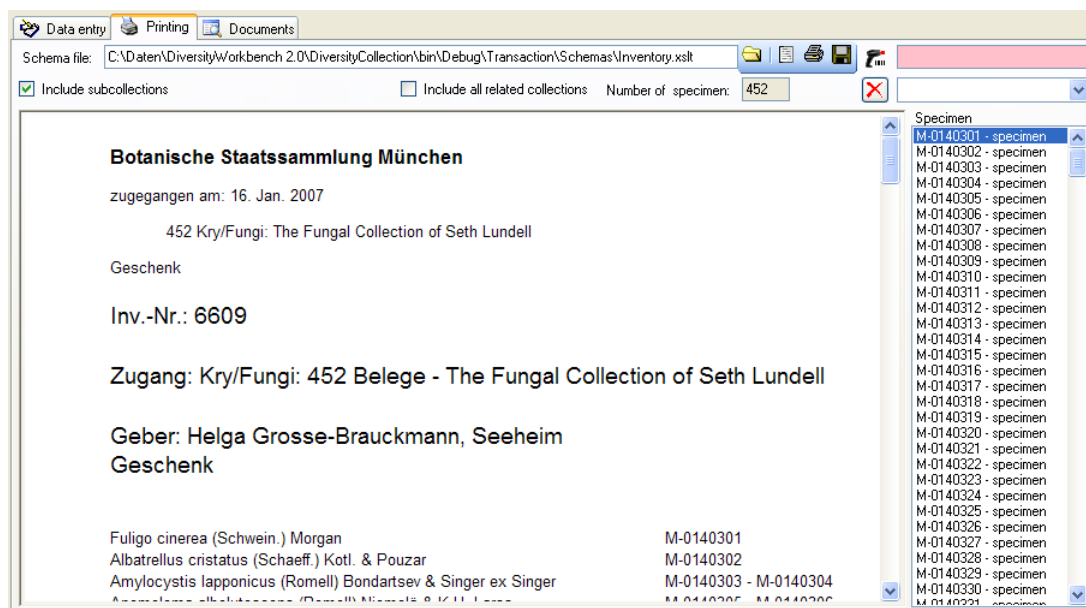 Data entry Printing Documents
Schema file: C:\Daten\DiversityWorkbench 2.0\DiversityCollection\bin\Debug\Transaction\Schemas\Inventory.xslt
Include subcollections Include all related collections Number of specimen: 452
Botanische Staatssammlung München
zugegangen am: 16. Jan. 2007
452 Kry/Fungi: The Fungal Collection of Seth Lundell
Geschenk
Inv.-Nr.: 6609
Zugang: Kry/Fungi: 452 Belege - The Fungal Collection of Seth Lundell
Geber: Helga Grosse-Brauckmann, Seeheim
Geschenk
Fuligo cinerea (Schwein.) Morgan M-0140301
Albatrellus cristatus (Schaeff.) Kotl. & Pouzar M-0140302
Amylocystis lapponicus (Romell) Bondartsev & Singer ex Singer M-0140303 - M-0140304
Specimen
M-0140301 - specimen
M-0140302 - specimen
M-0140303 - specimen
M-0140304 - specimen
M-0140305 - specimen
M-0140306 - specimen
M-0140307 - specimen
M-0140308 - specimen
M-0140309 - specimen
M-0140310 - specimen
M-0140311 - specimen
M-0140312 - specimen
M-0140313 - specimen
M-0140314 - specimen
M-0140315 - specimen
M-0140316 - specimen
M-0140317 - specimen
M-0140318 - specimen
M-0140319 - specimen
M-0140320 - specimen
M-0140321 - specimen
M-0140322 - specimen
M-0140323 - specimen
M-0140324 - specimen
M-0140325 - specimen
M-0140326 - specimen
M-0140327 - specimen
M-0140328 - specimen
M-0140329 - specimen
M-0140330 - specimen
M-0140331 - specimen